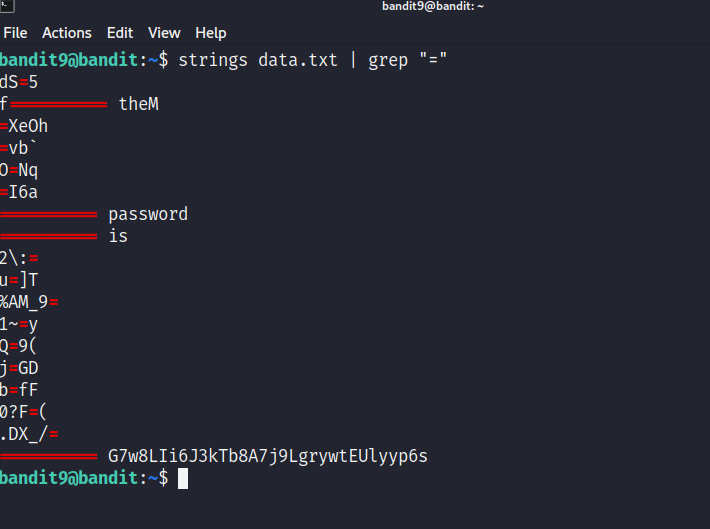 bandit9@bandit: ~
File Actions Edit View Help
bandit9@bandit:~$ strings data.txt | grep "="
dS=5
f========== theM
=XeOh
=vb`
O=Nq
=I6a
========== password
========== is
2\:=
u=]T
%AM_9=
1~=y
Q=9(
j=GD
b=fF
0?F=(
.DX_/=
========== G7w8LIi6J3kTb8A7j9LgrywtEUlyyp6s
bandit9@bandit:~$